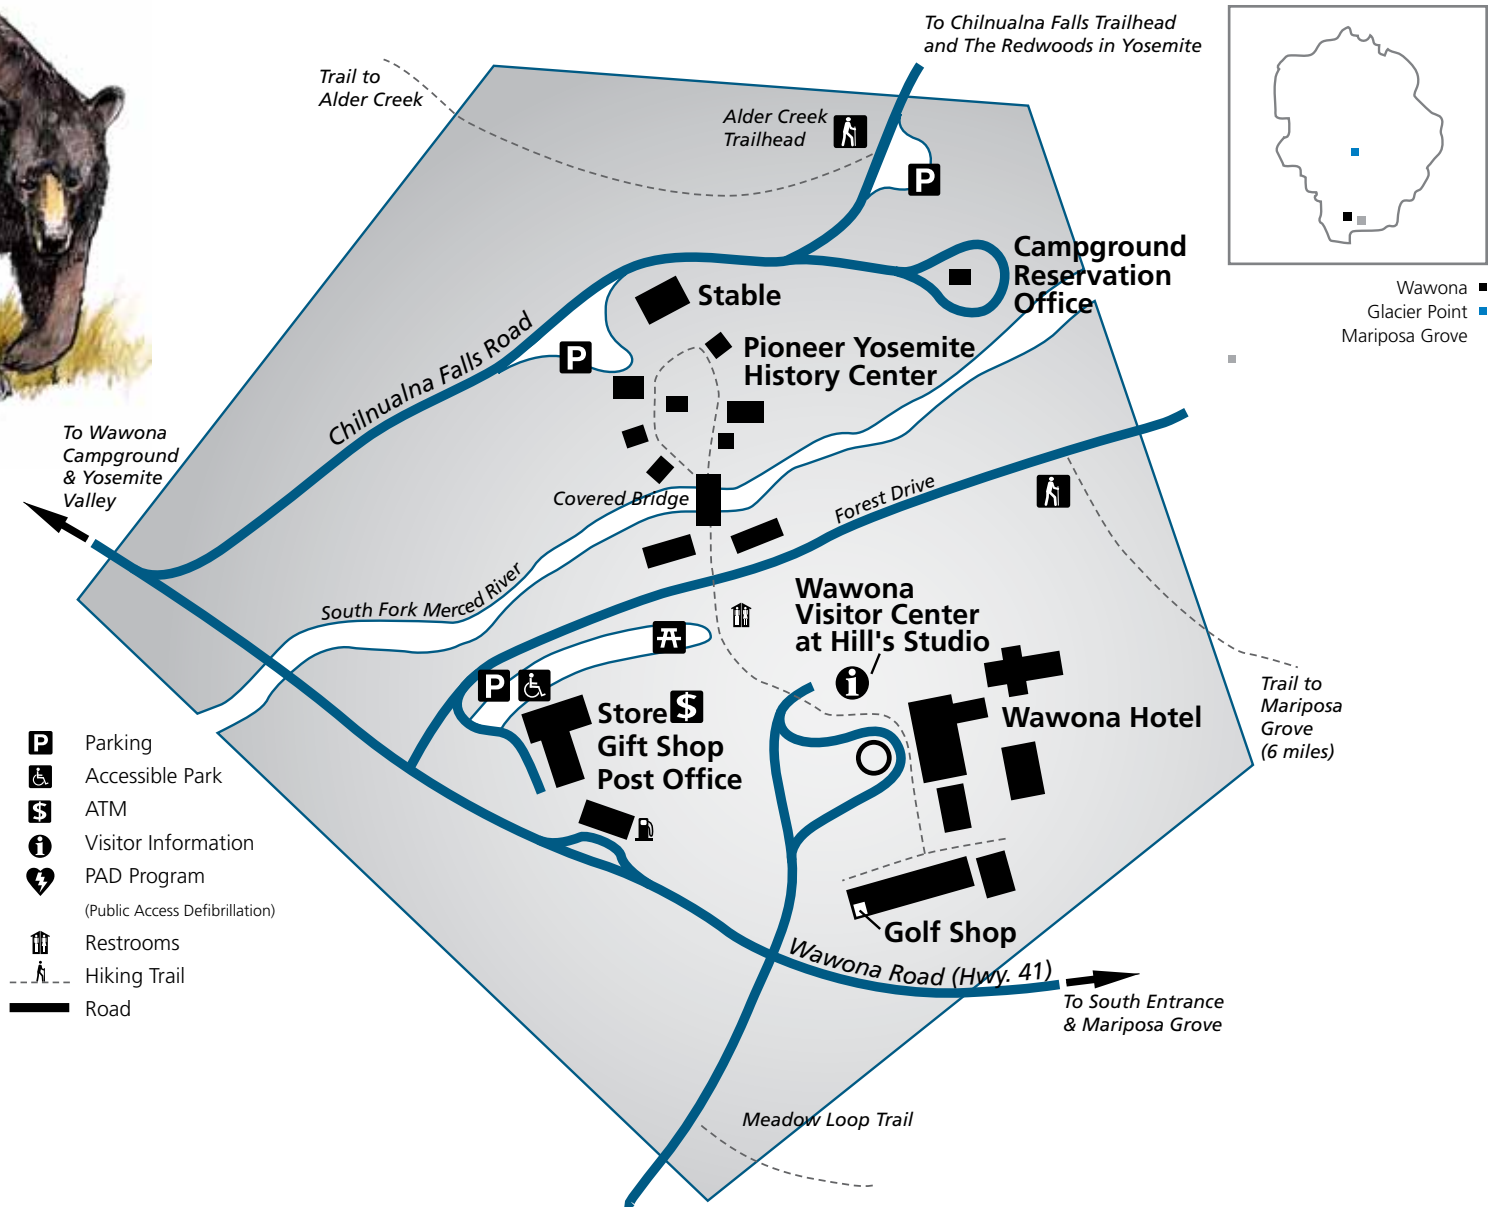 To Chilnualna Falls Trailhead
and The Redwoods in Yosemite
Trail to
Alder Creek
Alder Creek
Trailhead
P
Campground
Reservation
Office
Wawona
Glacier Point
Mariposa Grove
Stable
Chilnualna Falls Road
P
Pioneer Yosemite
History Center
To Wawona
Campground
& Yosemite
Valley
Covered Bridge
Forest Drive
South Fork Merced River
Wawona
Visitor Center
at Hill's Studio
i
P
Store $
Gift Shop
Post Office
Wawona Hotel
Trail to
Mariposa
Grove
(6 miles)
P Parking
Accessible Park
$ ATM
i Visitor Information
PAD Program
(Public Access Defibrillation)
Restrooms
Hiking Trail
Road
Golf Shop
Wawona Road (Hwy. 41)
To South Entrance
& Mariposa Grove
Meadow Loop Trail